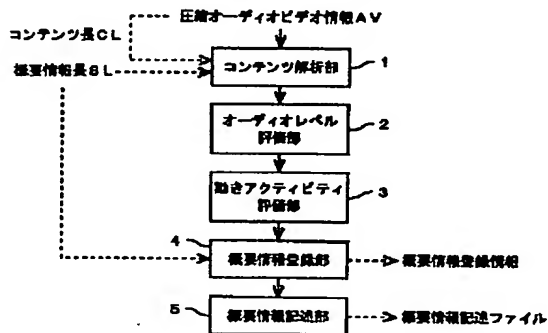 圧縮オーディオビデオ情報AV
コンテンツ長CL
概要情報長SL
コンテンツ解析部
1
オーディオレベル
評価部
2
動きアクティビティ
評価部
3
4
概要情報登録部
概要情報登録情報
5
概要情報記述部
概要情報記述ファイル